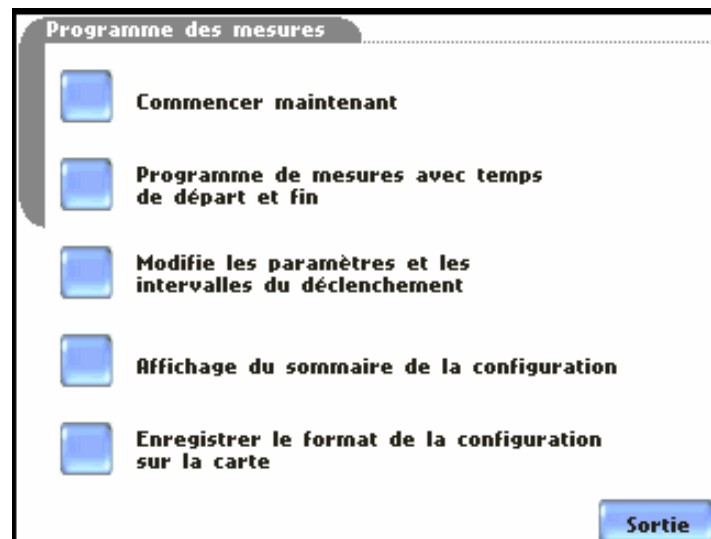 Programme des mesures
Commencer maintenant
Programme de mesures avec temps
de départ et fin
Modifie les paramètres et les
intervalles du déclenchement
Affichage du sommaire de la configuration
Enregistrer le format de la configuration
sur la carte
Sortie